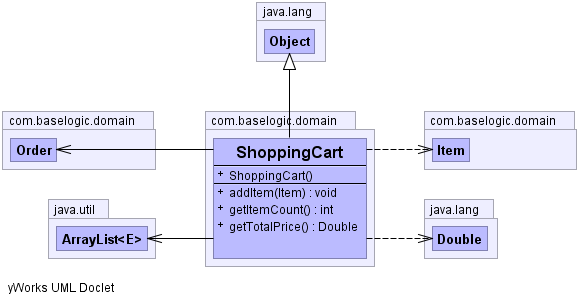 java.lang
Object
com.baselogic.domain
Order
com.baselogic.domain
ShoppingCart
+ ShoppingCart()
+ addItem(Item) : void
+ getItemCount() : int
+ getTotalPrice() : Double
com.baselogic.domain
Item
java.util
ArrayList<E>
java.lang
Double
yWorks UML Doclet